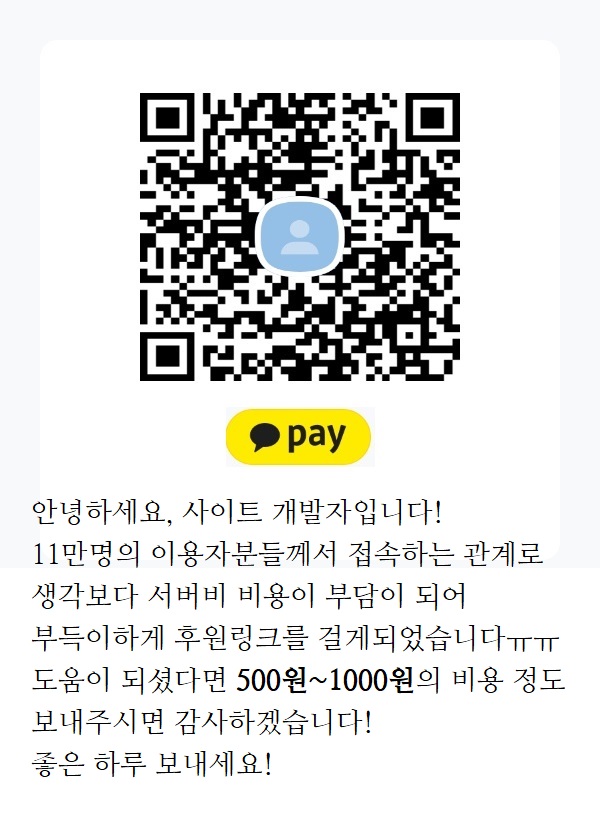 pay
안녕하세요, 사이트 개발자입니다!
11만명의 이용자분들께서 접속하는 관계로
생각보다 서버비 비용이 부담이 되어
부득이하게 후원링크를 걸게되었습니다ㅠㅠ
도움이 되셨다면 500원~1000원의 비용 정도
보내주시면 감사하겠습니다!
좋은 하루 보내세요!